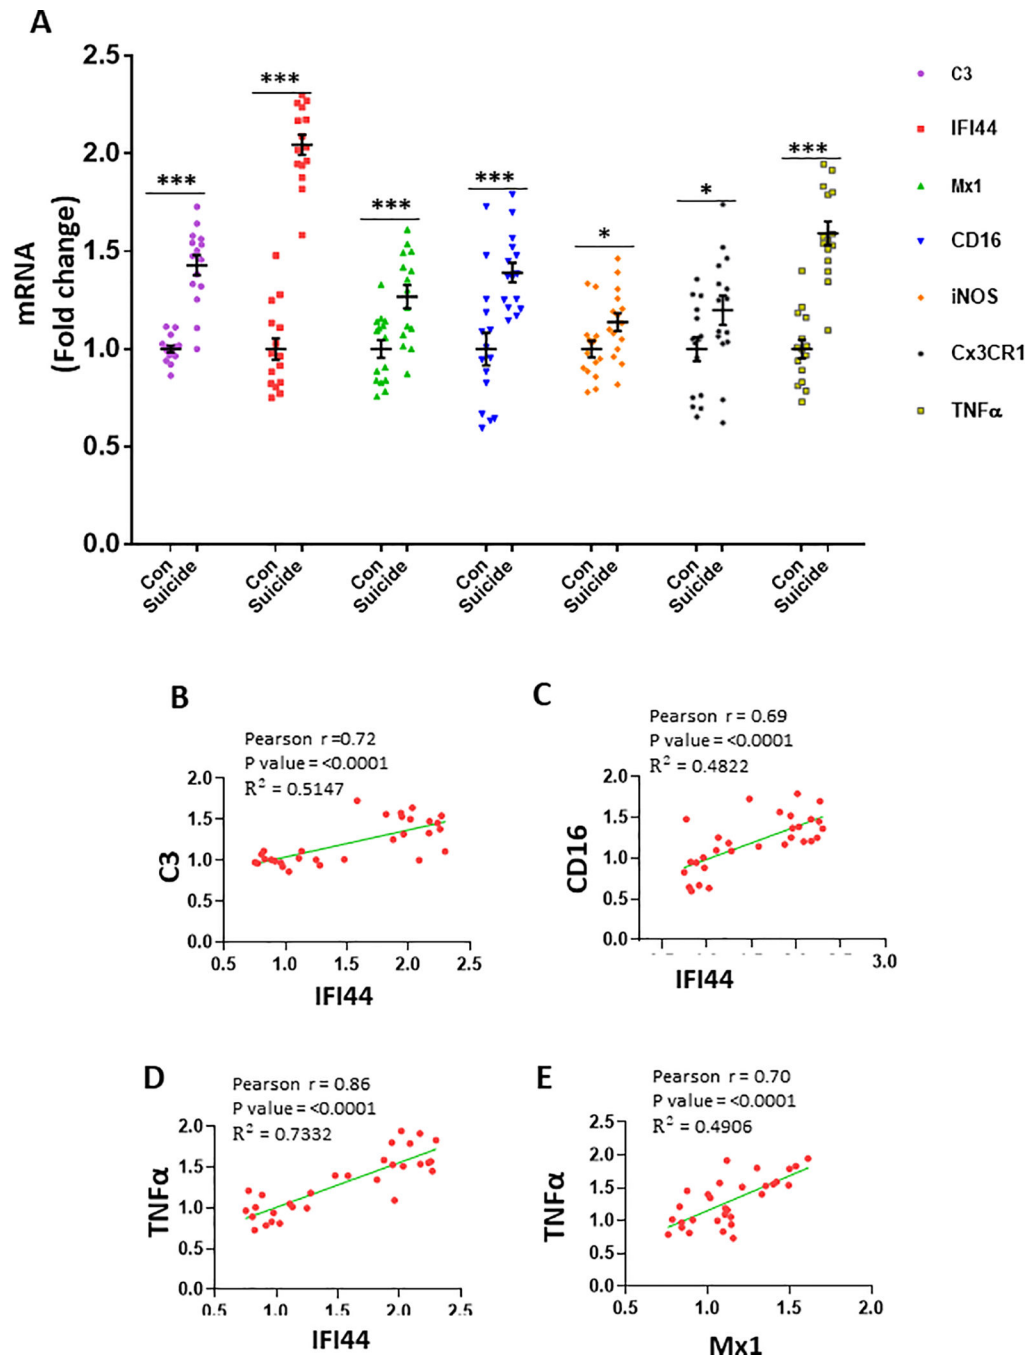 A
mRNA
(Fold change)
2.5
2.0
1.5
1.0
0.5
0.0
***
***
***
***
*
*
***
Con
Suicide
Con
Suicide
Con
Suicide
Con
Suicide
Con
Suicide
Con
Suicide
Con
Suicide
C3
IFI44
Mx1
CD16
iNOS
Cx3CR1
TNFα
B
Pearson r =0.72
P value = <0.0001
R² = 0.5147
C3
2.0
1.5
1.0
0.5
0.0
0.5 1.0 1.5 2.0 2.5
IFI44
C
Pearson r = 0.69
P value = <0.0001
R² = 0.4822
CD16
2.0
1.5
1.0
0.5
0.0
3.0
IFI44
D
Pearson r = 0.86
P value = <0.0001
R² = 0.7332
TNFα
2.0
1.5
1.0
0.5
0.0
0.5 1.0 1.5 2.0 2.5
IFI44
E
Pearson r = 0.70
P value = <0.0001
R² = 0.4906
TNFα
2.5
2.0
1.5
1.0
0.5
0.0
0.5 1.0 1.5 2.0
Mx1